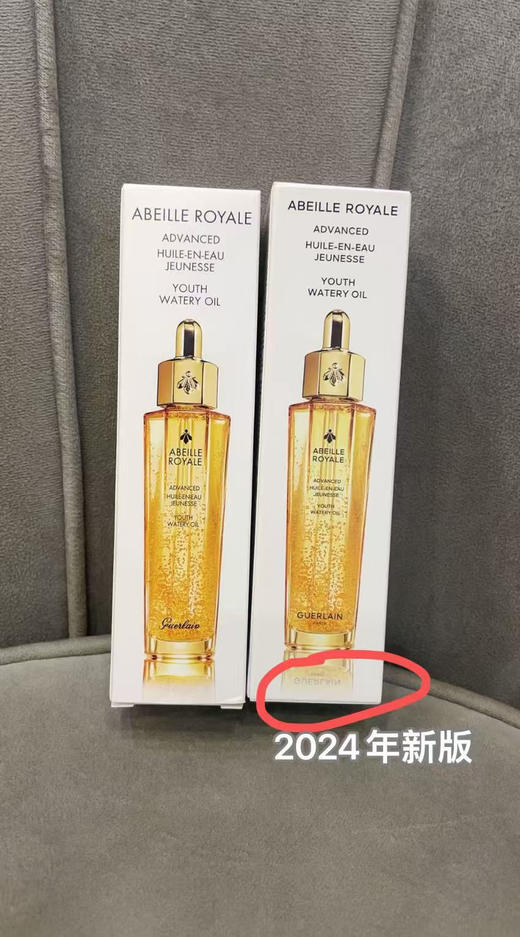 ABEILLE ROYALE
ADVANCED
HUILE-EN-EAU
JEUNESSE
YOUTH
WATERY OIL
ABEILLE
ROYALE
ADVANCED
HUILE-EN-EAU
JEUNESSE
YOUTH
WATERY OIL
Guerlain
ABEILLE ROYALE
ADVANCED
HUILE-EN-EAU
JEUNESSE
YOUTH
WATERY OIL
ABEILLE
ROYALE
ADVANCED
HUILE-EN-EAU
JEUNESSE
YOUTH
WATERY OIL
GUERLAIN
PARIS
GUERLAIN
2024年新版